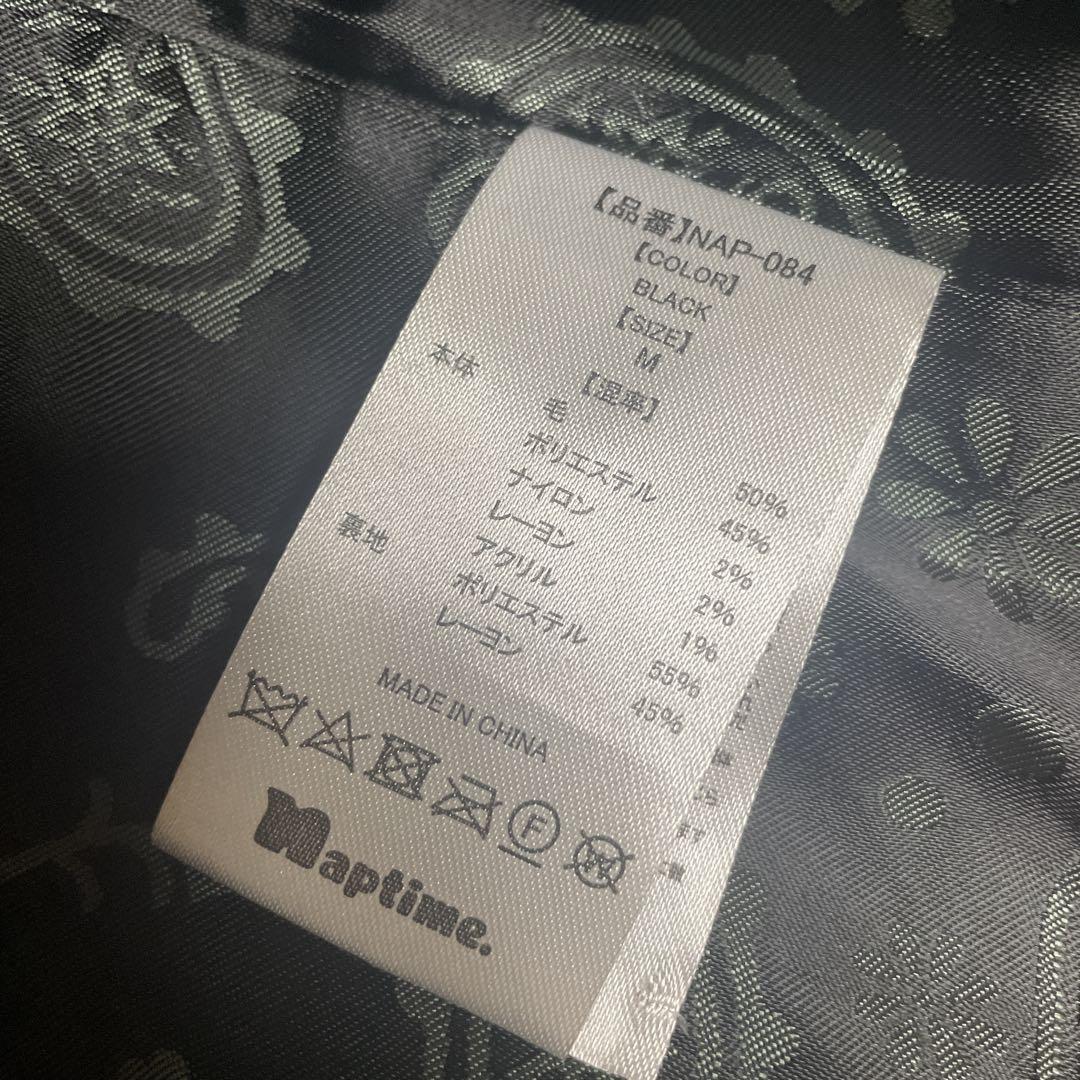 【品番】NAP-084
【COLOR】
BLACK
【SIZE】
M
【混率】
本体 毛 50%
ポリエステル 45%
ナイロン 2%
レーヨン 2%
アクリル 1%
裏地 ポリエステル 55%
レーヨン 45%
MADE IN CHINA
F
W
Maptime.